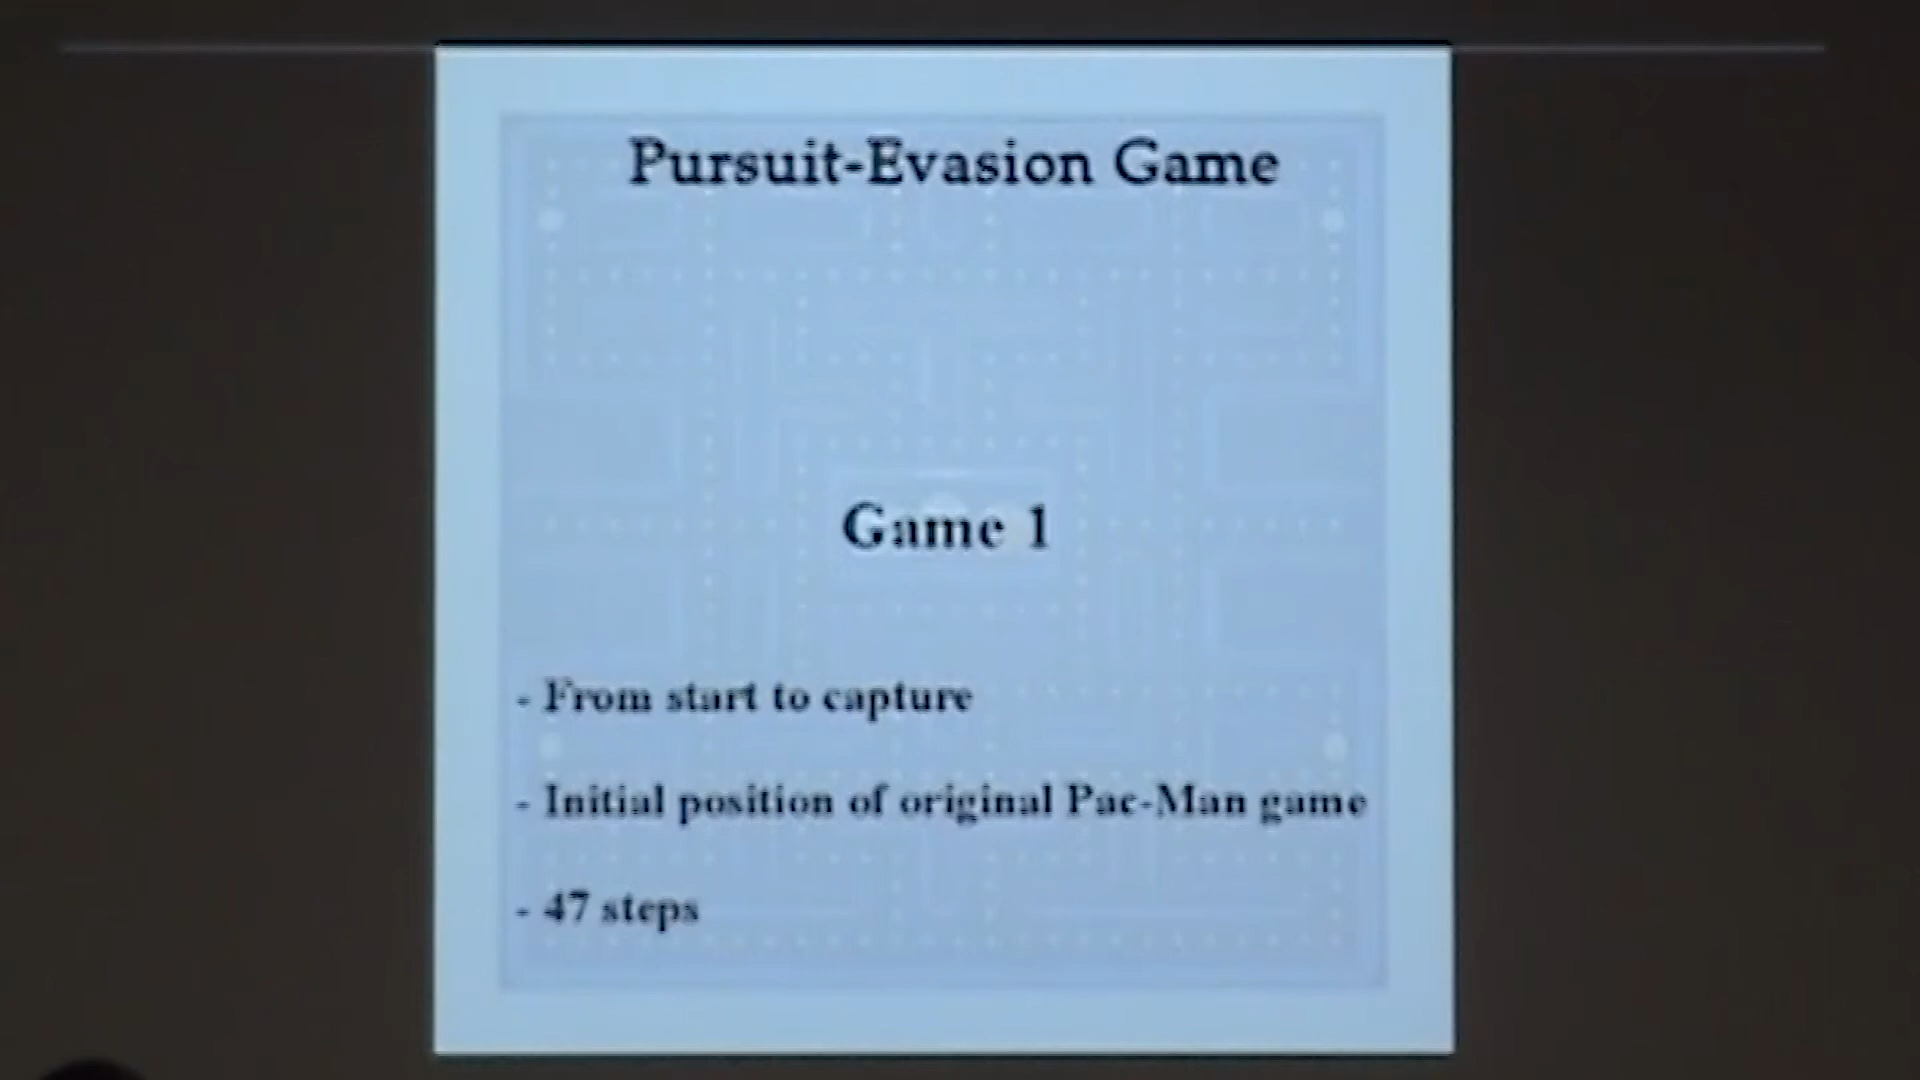 Pursuit-Evasion Game
Game 1
- From start to capture
- Initial position of original Pac-Man game
- 47 steps